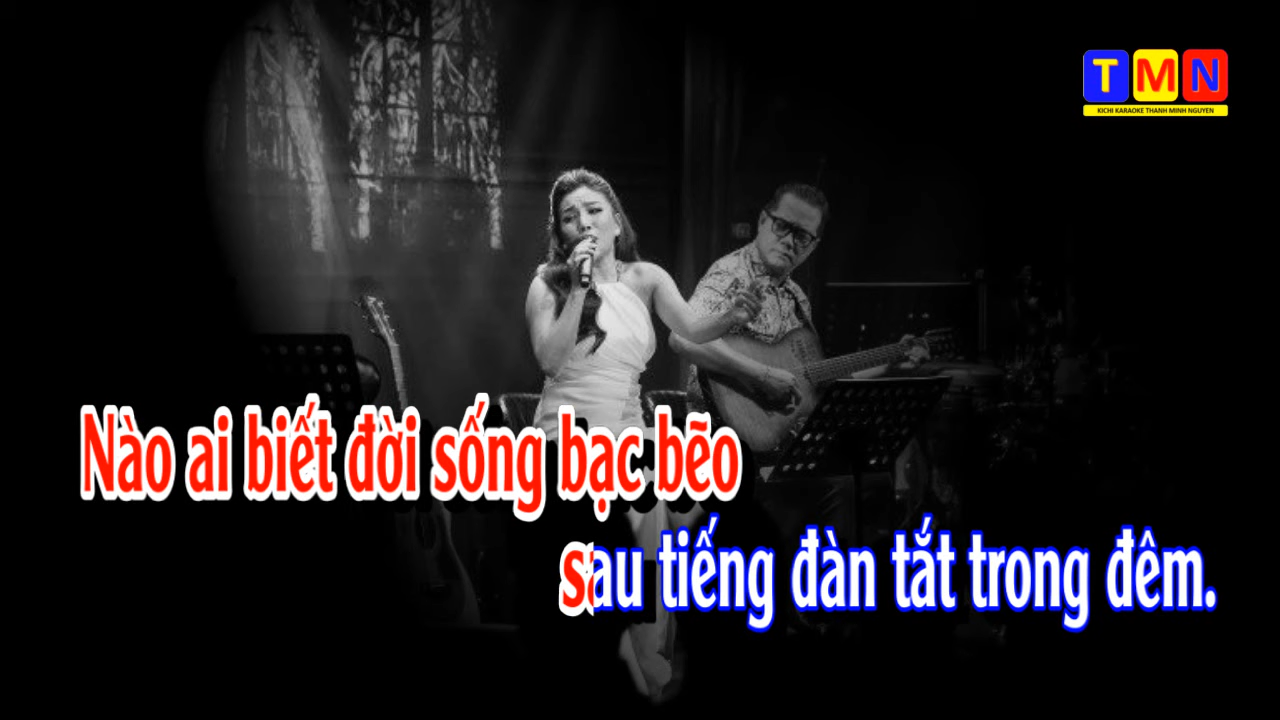 TMN
KICHI KARAOKE THANH MINH NGUYEN
Nào ai biết đời sống bạc bẽo
sau tiếng đàn tắt trong đêm.